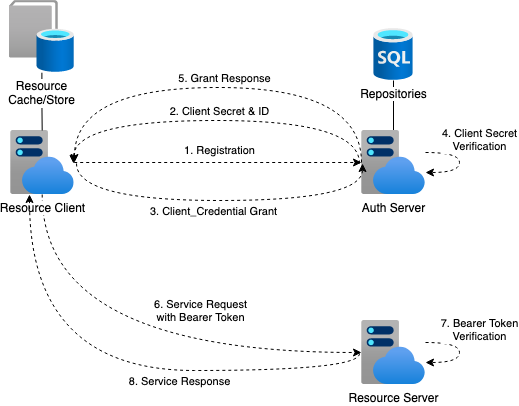 SQL
Resource
Cache/Store
5. Grant Response
Repositories
2. Client Secret & ID
4. Client Secret
Verification
1. Registration
Resource Client
3. Client_Credential Grant
Auth Server
6. Service Request
with Bearer Token
7. Bearer Token
Verification
8. Service Response
Resource Server